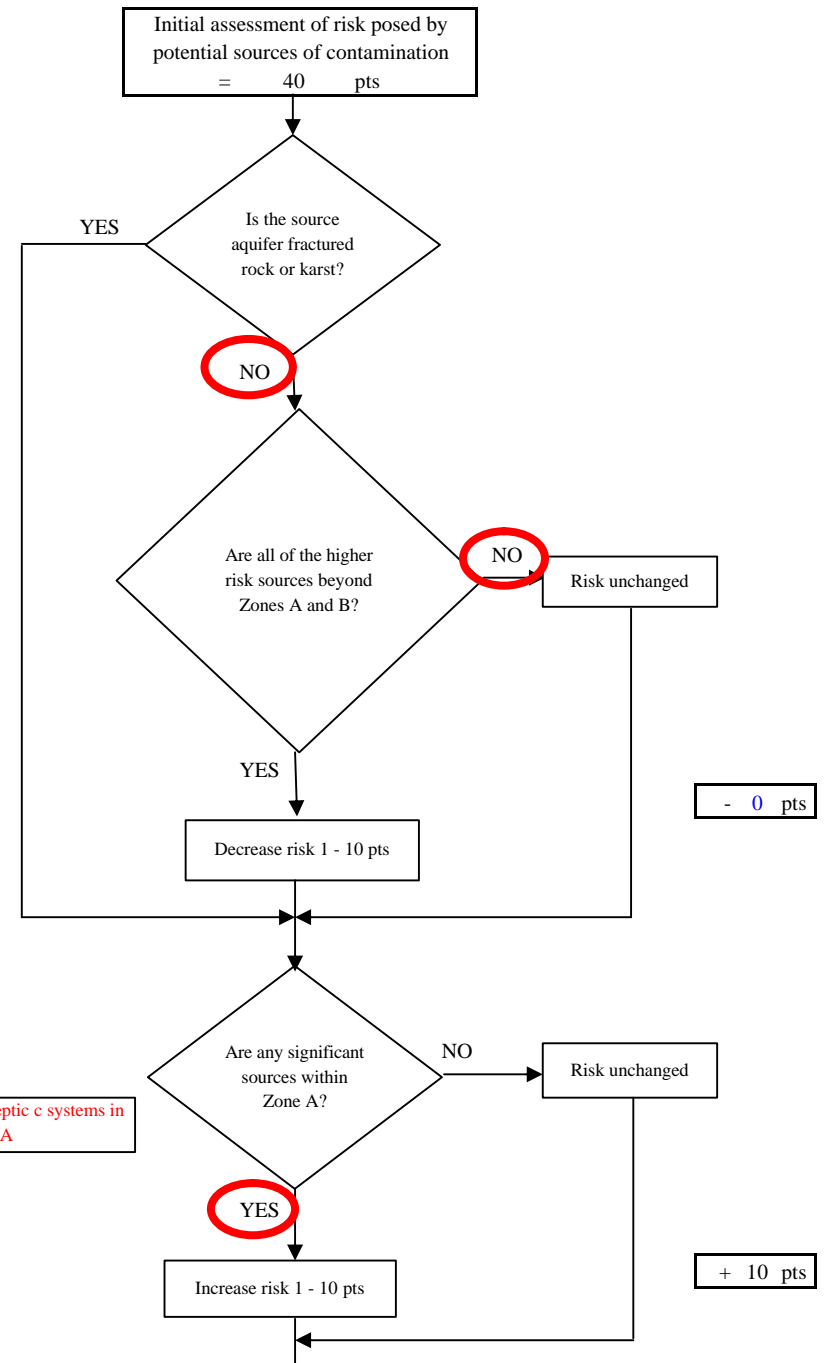 Initial assessment of risk posed by
potential sources of contamination
= 40 pts
YES
Is the source
aquifer fractured
rock or karst?
NO
Are all of the higher
risk sources beyond
Zones A and B?
NO
Risk unchanged
YES
- 0 pts
Decrease risk 1 - 10 pts
Are any significant
sources within
Zone A?
NO
Risk unchanged
eptic c systems in
A
YES
Increase risk 1 - 10 pts
+ 10 pts